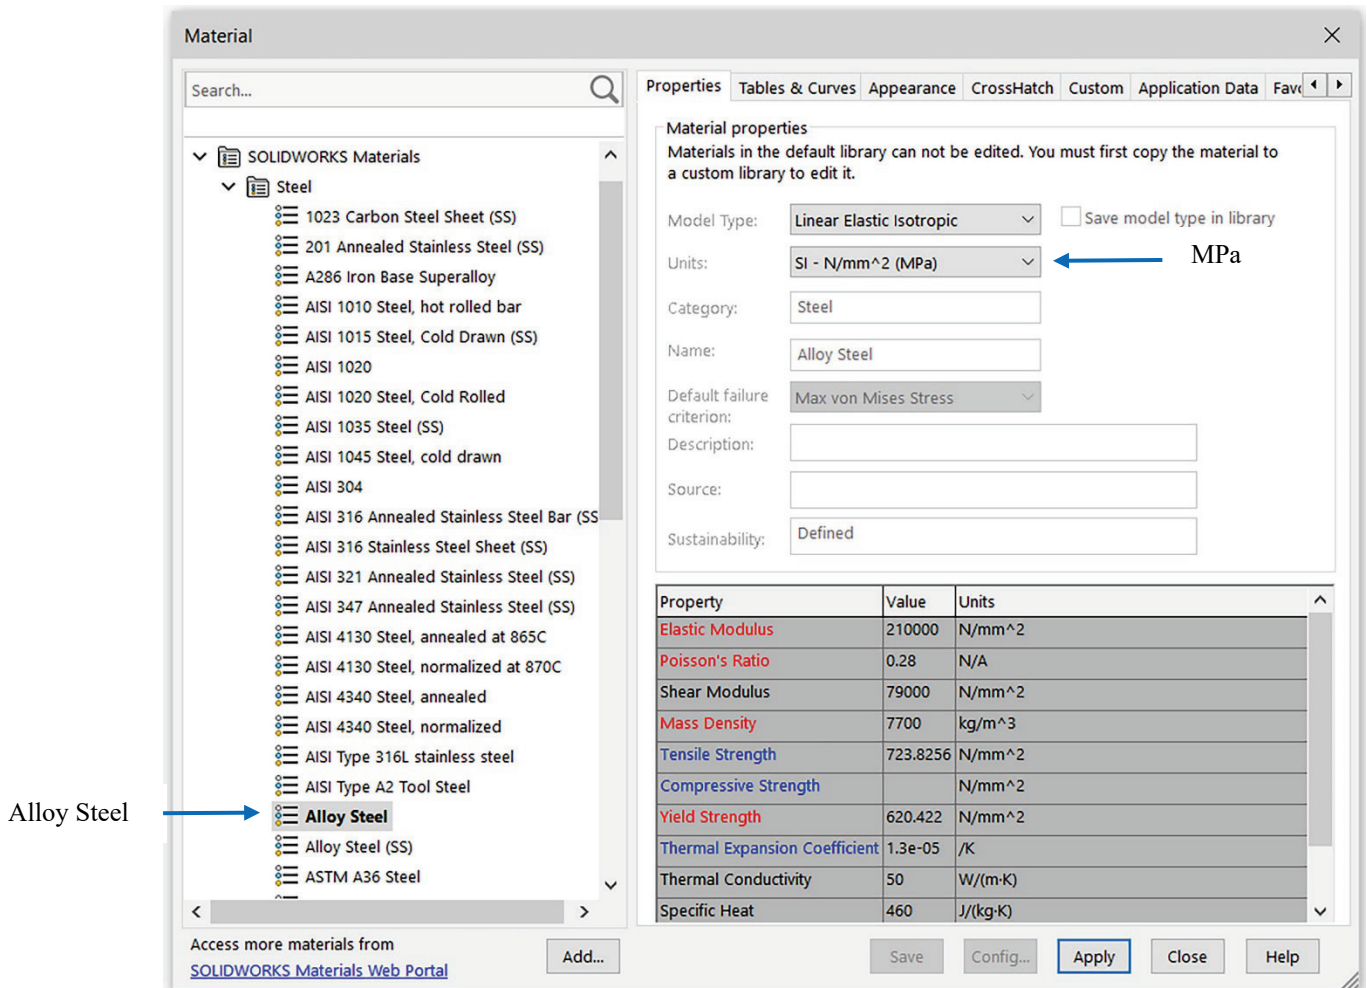 Material
Search...
SOLIDWORKS Materials
Steel
1023 Carbon Steel Sheet (SS)
201 Annealed Stainless Steel (SS)
A286 Iron Base Superalloy
AISI 1010 Steel, hot rolled bar
AISI 1015 Steel, Cold Drawn (SS)
AISI 1020
AISI 1020 Steel, Cold Rolled
AISI 1035 Steel (SS)
AISI 1045 Steel, cold drawn
AISI 304
AISI 316 Annealed Stainless Steel Bar (SS
AISI 316 Stainless Steel Sheet (SS)
AISI 321 Annealed Stainless Steel (SS)
AISI 347 Annealed Stainless Steel (SS)
AISI 4130 Steel, annealed at 865C
AISI 4130 Steel, normalized at 870C
AISI 4340 Steel, annealed
AISI 4340 Steel, normalized
AISI Type 316L stainless steel
AISI Type A2 Tool Steel
Alloy Steel
Alloy Steel
Alloy Steel (SS)
ASTM A36 Steel
Access more materials from
SOLIDWORKS Materials Web Portal
Add...
Properties Tables & Curves Appearance CrossHatch Custom Application Data Favo
Material properties
Materials in the default library can not be edited. You must first copy the material to
a custom library to edit it.
Model Type: Linear Elastic Isotropic Save model type in library
Units: SI - N/mm^2 (MPa) MPa
Category: Steel
Name: Alloy Steel
Default failure
criterion: Max von Mises Stress
Description:
Source:
Sustainability: Defined
Property Value Units
Elastic Modulus 210000 N/mm^2
Poisson's Ratio 0.28 N/A
Shear Modulus 79000 N/mm^2
Mass Density 7700 kg/m^3
Tensile Strength 723.8256 N/mm^2
Compressive Strength N/mm^2
Yield Strength 620.422 N/mm^2
Thermal Expansion Coefficient 1.3e-05 /K
Thermal Conductivity 50 W/(m·K)
Specific Heat 460 J/(kg·K)
Save Config... Apply Close Help